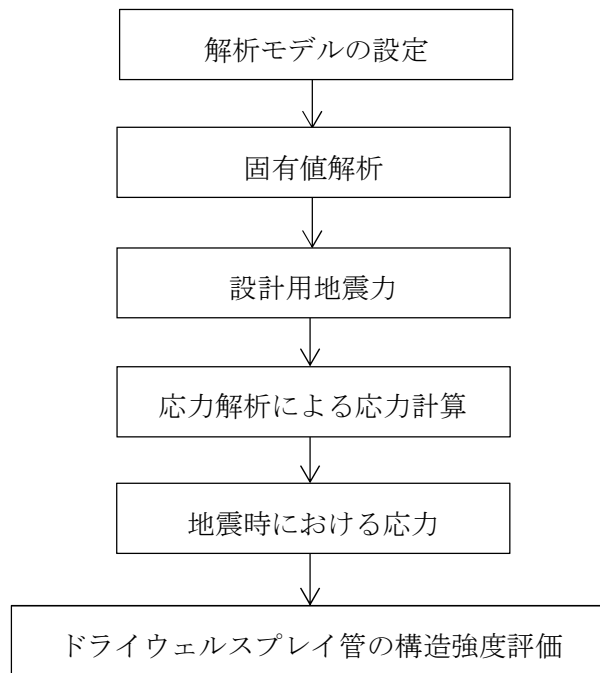 解析モデルの設定
固有値解析
設計用地震力
応力解析による応力計算
地震時における応力
ドライウェルスプレイ管の構造強度評価